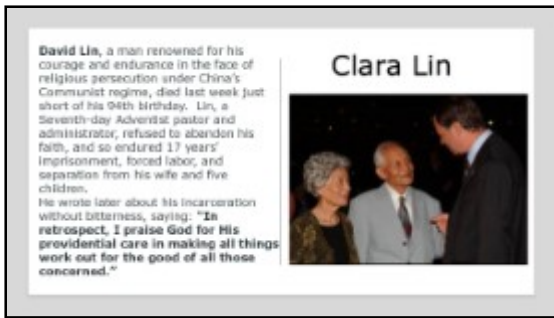 David Lin, a man renowned for his
courage and endurance in the face of
religious persecution under China's
Communist regime, died last week just
short of his 94th birthday. Lin, a
Seventh-day Adventist pastor and
administrator, refused to abandon his
faith, and so endured 17 years'
imprisonment, forced labor, and
separation from his wife and five
children.
He wrote later about his incarceration
without bitterness, saying: "In
retrospect, I praise God for His
providential care in making all things
work out for the good of all those
concerned."
Clara Lin